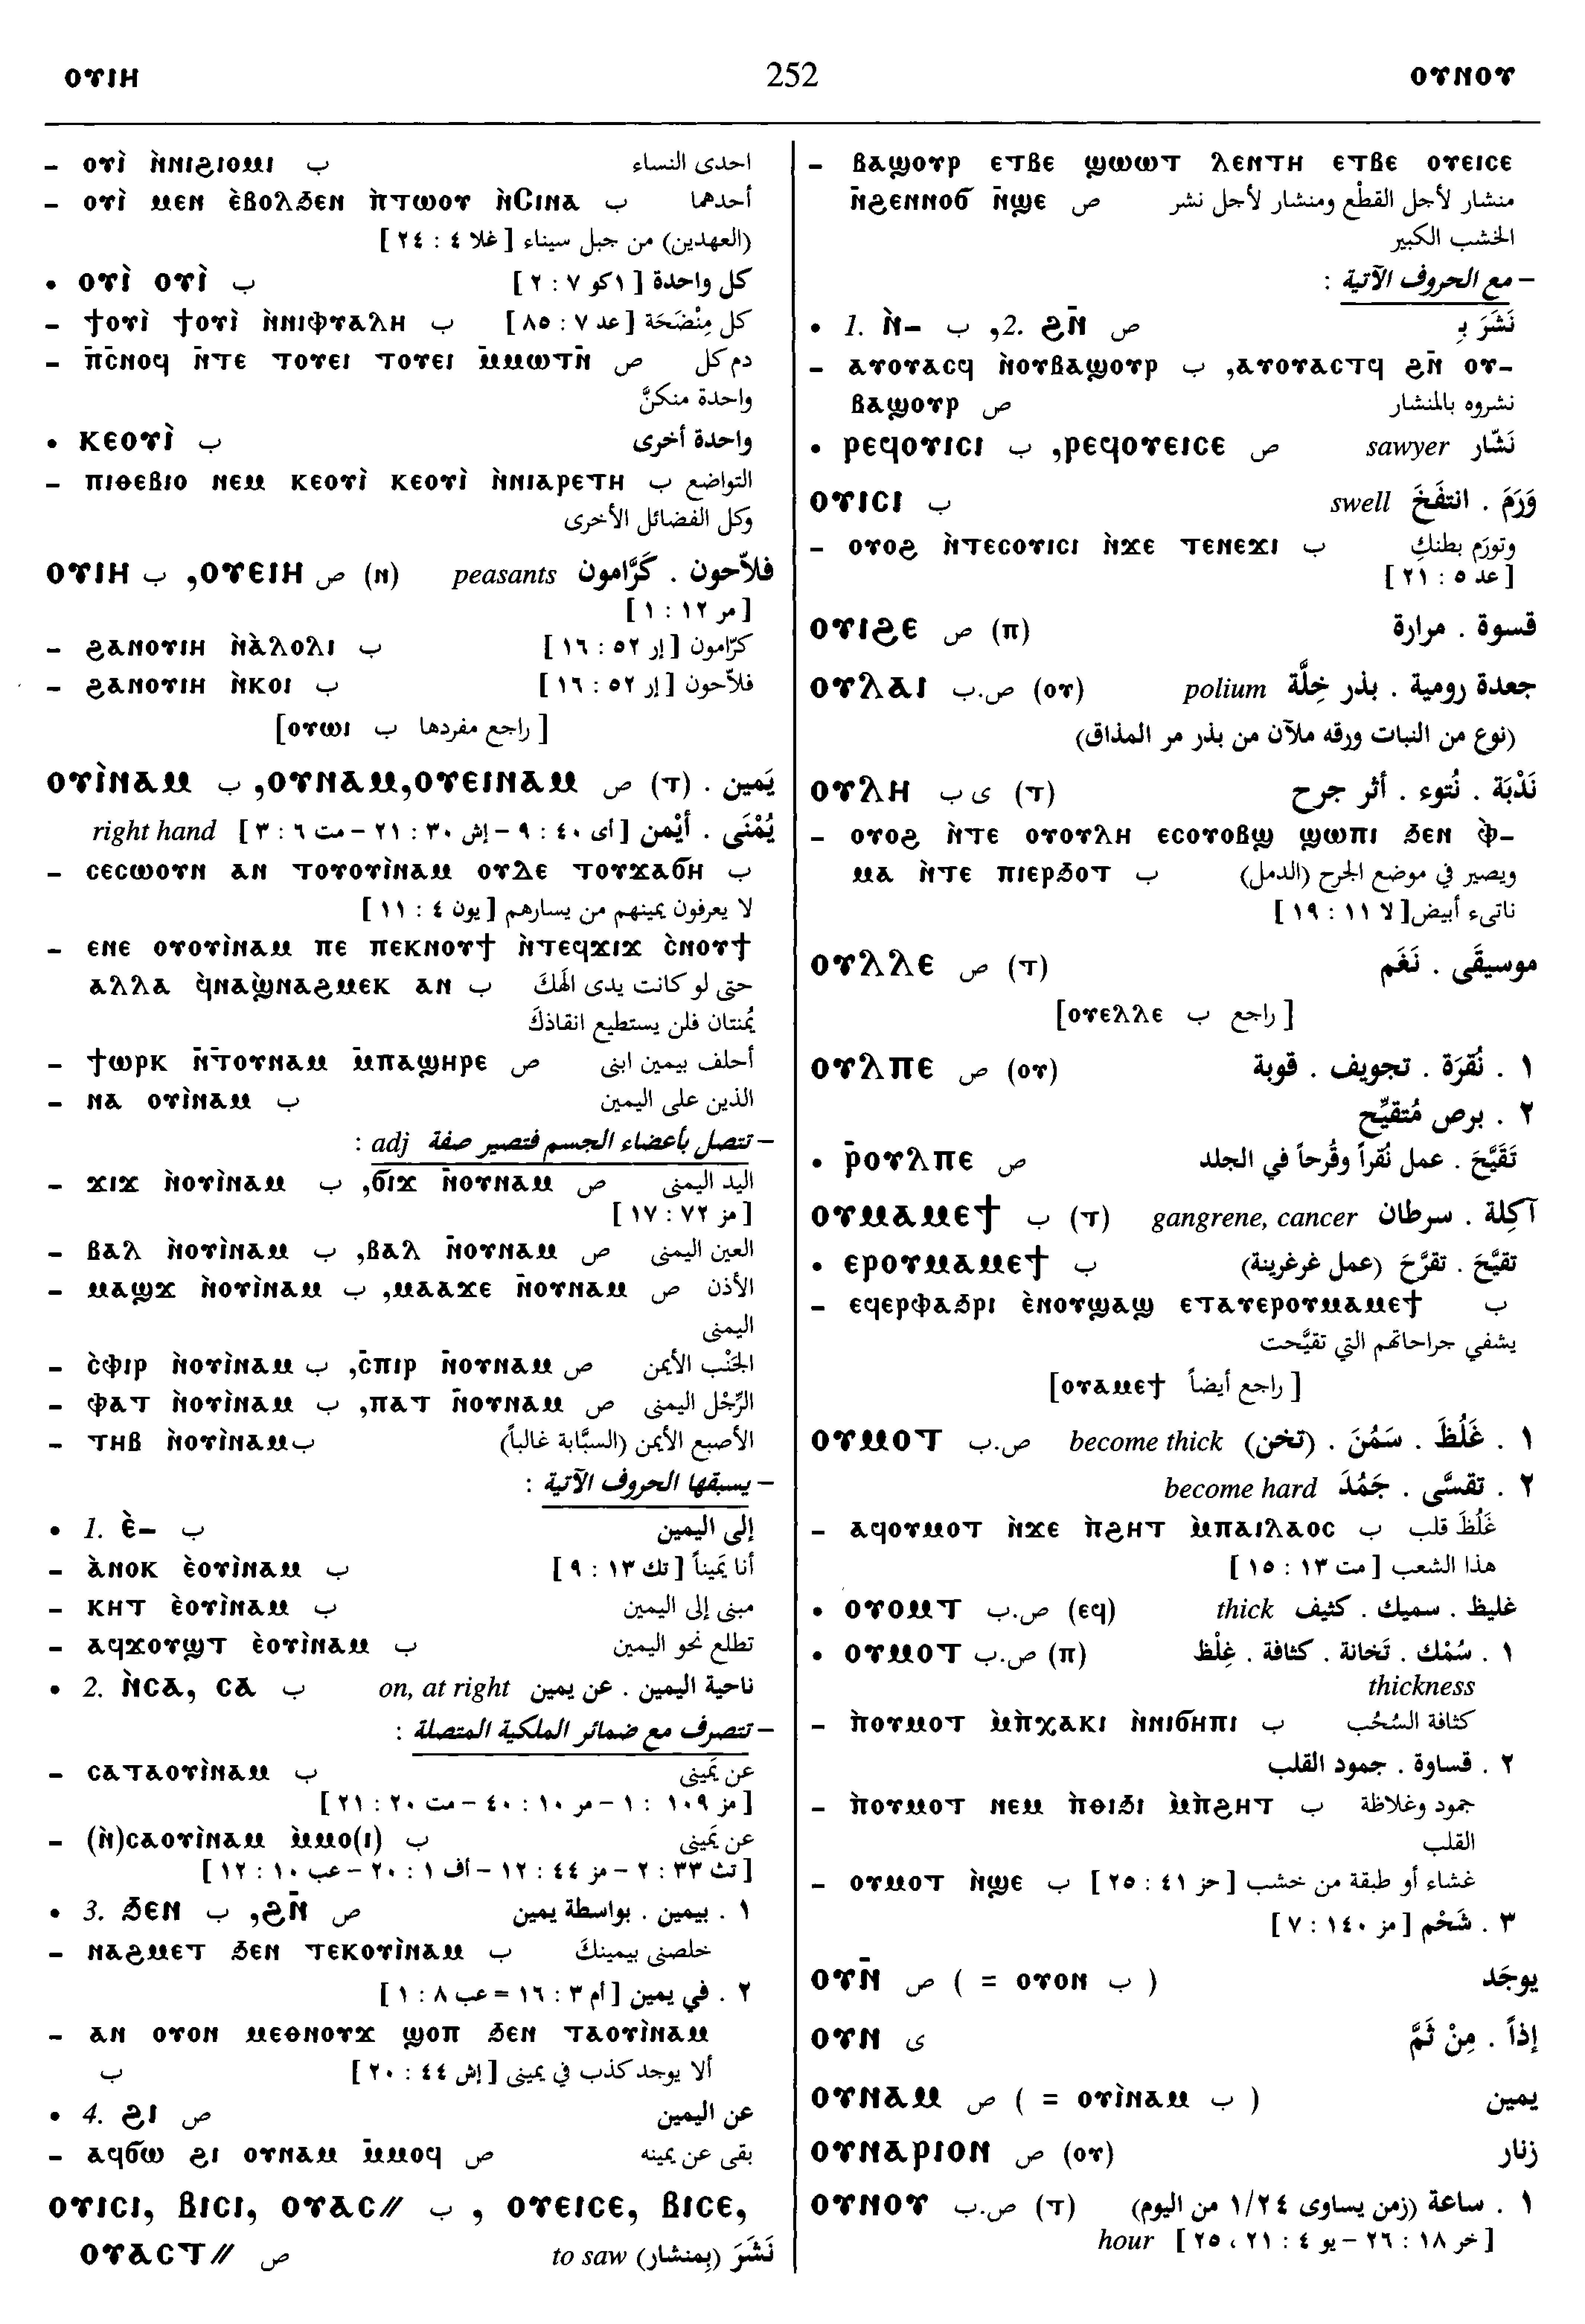 ⲟⲩⲓⲏ 252 ⲟⲩⲛⲟⲩ
– ⲟⲩⲓ̀ ⲛ̀ⲛⲓϩⲓⲟⲙⲓ ب احدى النساء
– ⲟⲩⲓ̀ ⲙⲉⲛ ⲉ̀ⲃⲟⲗϧⲉⲛ ⲡ̀ⲧⲱⲟⲩ ⲛ̀Ⲥⲓⲛⲁ ب أحدهما
(العهدين) من جبل سيناء [ غلا ٤ : ٢٤ ]
• ⲟⲩⲓ̀ ⲟⲩⲓ̀ ب كل واحدة [ ١كو ٧ : ٢ ]
– ϯⲟⲩⲓ̀ ϯⲟⲩⲓ̀ ⲛ̀ⲛⲓⲫⲩⲁⲗⲏ ب كل مِنْضَحَة [ عد ٧ : ٨٥ ]
– ⲡ̄ⲥ̄ⲛⲟϥ ⲛ̄ⲧⲉ ⲧⲟⲩⲉⲓ ⲧⲟⲩⲉⲓ ⲙ̄ⲙⲱⲧⲛ̄ ص دم كل
واحدة منكنَّ
• ⲕⲉⲟⲩⲓ̀ ب واحدة أخرى
– ⲡⲓⲑⲉⲃⲓⲟ ⲛⲉⲙ ⲕⲉⲟⲩⲓ̀ ⲕⲉⲟⲩⲓ̀ ⲛ̀ⲛⲓⲁⲣⲉⲧⲏ ب التواضع
وكل الفضائل الأخرى
ⲟⲩⲓⲏ ب ,ⲟⲩⲉⲓⲏ ص (ⲛ) peasants فلاّحون . كَرَّامون
[ مر ١٢ : ١ ]
– ϩⲁⲛⲟⲩⲓⲏ ⲛ̀ⲁ̀ⲗⲟⲗⲓ ب كرّامون [ إر ٥٢ : ١٦ ]
– ϩⲁⲛⲟⲩⲓⲏ ⲛ̀ⲕⲟⲓ ب فلاّحون [ إر ٥٢ : ١٦ ]
[ راجع مفردها ب ⲟⲩⲱⲓ]
ⲟⲩⲓ̀ⲛⲁⲙ ب ,ⲟⲩⲛⲁⲙ,ⲟⲩⲉⲓⲛⲁⲙ ص (ⲧ) يَمين .
right hand يُمْنَى . أيْمن [ أى ٤٠ : ٩ – إش ٣٠ : ٢١ – مت ٦ : ٣ ]
– ⲥⲉⲥⲱⲟⲩⲛ ⲁⲛ ⲧⲟⲩⲟⲩⲓ̀ⲛⲁⲙ ⲟⲩⲇⲉ ⲧⲟⲩϫⲁϭⲏ ب
لا يعرفون يمينهم من يسارهم [ يون ٤ : ١١ ]
– ⲉⲛⲉ ⲟⲩⲟⲩⲓ̀ⲛⲁⲙ ⲡⲉ ⲡⲉⲕⲛⲟⲩϯ ⲛ̀ⲧⲉϥϫⲓϫ ⲥ̀ⲛⲟⲩϯ
ⲁⲗⲗⲁ ϥ̀ⲛⲁϣ̀ⲛⲁϩⲙⲉⲕ ⲁⲛ ب حتى لو كانت يدى الهكَ
يُمنتان فلن يستطيع انقاذكَ
– ϯⲱⲣⲕ ⲛ̄ⲧ̄ⲟⲩⲛⲁⲙ ⲙ̄ⲡⲁϣⲏⲣⲉ ص أحلف بيمين ابنى
– ⲛⲁ ⲟⲩⲓ̀ⲛⲁⲙ ب الذين على اليمين
– تتصل بأعضاء الجسم فتصير صفة adj :
– ϫⲓϫ ⲛ̀ⲟⲩⲓ̀ⲛⲁⲙ ب ,ϭⲓϫ ⲛ̄ⲟⲩⲛⲁⲙ ص اليد اليمنى
[ مز ٧٢ : ١٧ ]
– ⲃⲁⲗ ⲛ̀ⲟⲩⲓ̀ⲛⲁⲙ ب ,ⲃⲁⲗ ⲛ̄ⲟⲩⲛⲁⲙ ص العين اليمنى
– ⲙⲁϣϫ ⲛ̀ⲟⲩⲓ̀ⲛⲁⲙ ب ,ⲙⲁⲁϫⲉ ⲛ̄ⲟⲩⲛⲁⲙ ص الأذن
اليمنى
– ⲥ̀ⲫⲓⲣ ⲛ̀ⲟⲩⲓ̀ⲛⲁⲙ ب ,ⲥ̄ⲡⲓⲣ ⲛ̄ⲟⲩⲛⲁⲙ ص الجَنْب الأيمن
– ⲫⲁⲧ ⲛ̀ⲟⲩⲓ̀ⲛⲁⲙ ب ,ⲡⲁⲧ ⲛ̄ⲟⲩⲛⲁⲙ ص الرِّجْل اليمنى
– ⲧⲏⲃ ⲛ̀ⲟⲩⲓ̀ⲛⲁⲙ ب الأصبع الأيمن (السبَّابة غالباً)
– يسبقها الحروف الآتية :
• 1. ⲉ̀– ب إلى اليمين
– ⲁ̀ⲛⲟⲕ ⲉ̀ⲟⲩⲓ̀ⲛⲁⲙ ب أنا يَميناً [ تك ١٣ : ٩ ]
– ⲕⲏⲧ ⲉ̀ⲟⲩⲓ̀ⲛⲁⲙ ب مبنى إلى اليمين
– ⲁϥϫⲟⲩϣⲧ ⲉ̀ⲟⲩⲓ̀ⲛⲁⲙ ب تطلع نحو اليمين
• 2. ⲛ̀ⲥⲁ, ⲥⲁ ب on, at right ناحية اليمين . عن يمين
– تتصرف مع ضمائر الملكية المتصلة :
– ⲥⲁⲧⲁⲟⲩⲓ̀ⲛⲁⲙ ب عن يَمينى
[ مز ١٠٩ : ١ – مر ١٠ : ٤٠ – مت ٢٠ : ٢١ ]
– (ⲛ̀)ⲥⲁⲟⲩⲓ̀ⲛⲁⲙ ⲙ̀ⲙⲟ(ⲓ) ب عن يَمينى
[ تث ٣٣ : ٢ – مز ٤٤ : ١٢ – أف ١ : ٢٠ – عب ١٠ : ١٢ ]
• 3. ϧⲉⲛ ب ,ϩⲛ̄ ص ١ . بيمين . بواسطة يمين
– ⲛⲁϩⲙⲉⲧ ϧⲉⲛ ⲧⲉⲕⲟⲩⲓ̀ⲛⲁⲙ ب خلصنى بيمينكَ
٢ . في يمين [ أم ٣ : ١٦ = عب ٨ : ١ ]
– ⲁⲛ ⲟⲩⲟⲛ ⲙⲉⲑⲛⲟⲩϫ ϣⲟⲡ ϧⲉⲛ ⲧⲁⲟⲩⲓ̀ⲛⲁⲙ
ب ألا يوجد كذب في يمينى [ إش ٤٤ : ٢٠ ]
• 4. ϩⲓ ص عن اليمين
– ⲁϥϭⲱ ϩⲓ ⲟⲩⲛⲁⲙ ⲙ̄ⲙⲟϥ ص بقى عن يمينه
ⲟⲩⲓⲥⲓ, ⲃⲓⲥⲓ, ⲟⲩⲁⲥ// ب , ⲟⲩⲉⲓⲥⲉ, ⲃⲓⲥⲉ,
ⲟⲩⲁⲥⲧ// ص to saw نَشَرَ (بِمنشار)
– ⲃⲁϣⲟⲩⲣ ⲉⲧⲃⲉ ϣⲱⲱⲧ ⲗⲉⲛⲧⲏ ⲉⲧⲃⲉ ⲟⲩⲉⲓⲥⲉ
ⲛ̄ϩⲉⲛⲛⲟϭ ⲛ̄ϣⲉ ص منشار لأجل القطْع ومنشار لأجل نشر
الخشب الكبير
– مع الحروف الآتية :
• 1. ⲛ̀– ب ,2. ϩⲛ̄ ص نَشَرَ بِـ
– ⲁⲩⲟⲩⲁⲥϥ ⲛ̀ⲟⲩⲃⲁϣⲟⲩⲣ ب ,ⲁⲩⲟⲩⲁⲥⲧϥ ϩⲛ̄ ⲟⲩ–
ⲃⲁϣⲟⲩⲣ ص نشروه بالمنشار
• ⲣⲉϥⲟⲩⲓⲥⲓ ب ,ⲣⲉϥⲟⲩⲉⲓⲥⲉ ص sawyer نَشّار
ⲟⲩⲓⲥⲓ ب swell وَرَمَ . انتفَخَ
– ⲟⲩⲟϩ ⲛ̀ⲧⲉⲥⲟⲩⲓⲥⲓ ⲛ̀ϫⲉ ⲧⲉⲛⲉϫⲓ ب وتورَم بطنكِ
[ عد ٥ : ٢١ ]
ⲟⲩⲓϩⲉ ص (ⲡ) قسوة . مرارة
ⲟⲩⲗⲁⲓ ص.ب (ⲟⲩ) polium جعدة رومية . بذر خِلَّة
(نوع من النبات ورقه ملآن من بذر مر المذاق)
ⲟⲩⲗⲏ ى ب (ⲧ) نَدْبَة . نُتوء . أثر جرح
– ⲟⲩⲟϩ ⲛ̀ⲧⲉ ⲟⲩⲟⲩⲗⲏ ⲉⲥⲟⲩⲟⲃϣ ϣⲱⲡⲓ ϧⲉⲛ ⲫ̀–
ⲙⲁ ⲛ̀ⲧⲉ ⲡⲓⲉⲣϧⲟⲧ ب ويصير في موضع الجرح (الدمل)
ناتىء أبيض[ لا ١١ : ١٩ ]
ⲟⲩⲗⲗⲉ ص (ⲧ) موسيقَى . نَغَم
[ راجع ب ⲟⲩⲉⲗⲗⲉ]
ⲟⲩⲗⲡⲉ ص (ⲟⲩ) ١ . نُقرَة . تجويف . قوبة
٢ . برص مُتقيِّح
• ⲣ̄ⲟⲩⲗⲡⲉ ص تَقَيَّحَ . عمل نُقراً وقُرحاً في الجلد
ⲟⲩⲙⲁⲙⲉϯ ب (ⲧ) gangrene, cancer آكِلة . سرطان
• ⲉⲣⲟⲩⲙⲁⲙⲉϯ ب تقيَّحَ . تقرَّحَ (عمل غرغرينة)
– ⲉϥⲉⲣⲫⲁϧⲣⲓ ⲉ̀ⲛⲟⲩϣⲁϣ ⲉⲧⲁⲩⲉⲣⲟⲩⲙⲁⲙⲉϯ ب
يشفي جراحاتهم التي تقيَّحت
[ راجع أيضاً ⲟⲩⲁⲙⲉϯ]
ⲟⲩⲙⲟⲧ ص.ب become thick ١ . غَلُظَ . سَمُنَ . (تخن)
become hard ٢ . تقسَّى . جَمُدَ
– ⲁϥⲟⲩⲙⲟⲧ ⲛ̀ϫⲉ ⲡ̀ϩⲏⲧ ⲙ̀ⲡⲁⲓⲗⲁⲟⲥ ب غَلُظَ قلب
هذا الشعب [ مت ١٣ : ١٥ ]
• ⲟⲩⲟⲙⲧ ص.ب (ⲉϥ) thick غليظ . سميك . كثيف
• ⲟⲩⲙⲟⲧ ص.ب (ⲡ) ١ . سُمْك . تَخانة . كثافة . غِلْظ
thickness
– ⲡ̀ⲟⲩⲙⲟⲧ ⲙ̀ⲡ̀ⲭⲁⲕⲓ ⲛ̀ⲛⲓϭⲏⲡⲓ ب كثافة السُحُب
٢ . قساوة . جمود القلب
– ⲡ̀ⲟⲩⲙⲟⲧ ⲛⲉⲙ ⲡ̀ⲑⲓϧⲓ ⲙ̀ⲡ̀ϩⲏⲧ ب جمود وغلاظة
القلب
– ⲟⲩⲙⲟⲧ ⲛ̀ϣⲉ ب غشاء أو طبقة من خشب [ حز ٤١ : ٢٥ ]
٣ . شَحْم [ مز ١٤٠ : ٧ ]
ⲟⲩⲛ̄ ص ( = ⲟⲩⲟⲛ ب ) يوجَد
ⲟⲩⲛ ى إذاً . مِنْ ثَمَّ
ⲟⲩⲛⲁⲙ ص ( = ⲟⲩⲓ̀ⲛⲁⲙ ب ) يمين
ⲟⲩⲛⲁⲣⲓⲟⲛ ص (ⲟⲩ) زنار
ⲟⲩⲛⲟⲩ ص.ب (ⲧ) ١ . ساعة (زمن يساوى ١/٢٤ من اليوم)
hour [ خر ١٨ : ٢٦ – يو ٤ : ٢١ ، ٢٥ ]